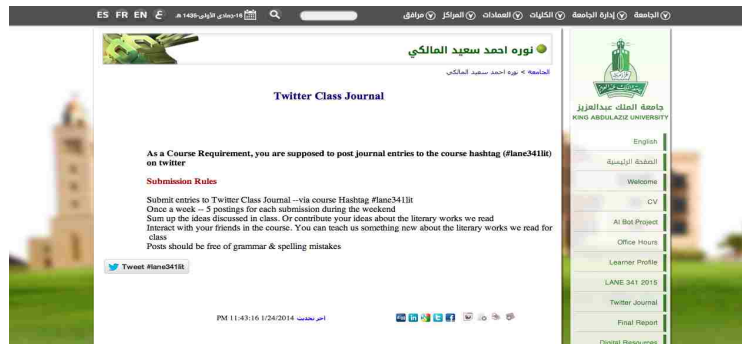 الجامعة
إدارة الجامعة
الكليات
العمادات
المراكز
مرافق
16-جمادى الأولى-1435 هـ
ع EN FR ES
نوره احمد سعيد المالكي
الجامعة > نوره احمد سعيد المالكي
Twitter Class Journal
As a Course Requirement, you are supposed to post journal entries to the course hashtag (#lane341lit)
on twitter
Submission Rules
Submit entries to Twitter Class Journal --via course Hashtag #lane341lit
Once a week -- 5 postings for each submission during the weekend
Sum up the ideas discussed in class. Or contribute your ideas about the literary works we read
Interact with your friends in the course. You can teach us something new about the literary works we read for
class
Posts should be free of grammar & spelling mistakes
Tweet #lane341lit
اخر تحديث 1/24/2014 11:43:16 PM
جامعة الملك عبدالعزيز
KING ABDULAZIZ UNIVERSITY
English
الصفحة الرئيسية
Welcome
CV
AI Bot Project
Office Hours
Learner Profile
LANE 341 2015
Twitter Journal
Final Report
Digital Resources